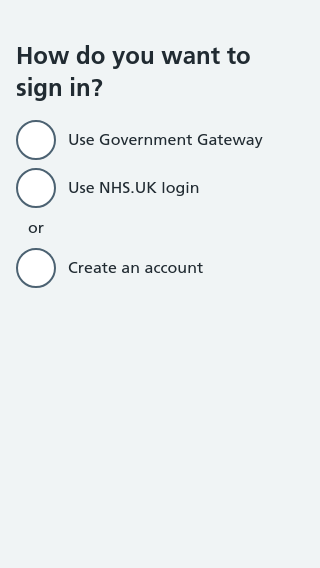 How do you want to
sign in?
Use Government Gateway
Use NHS.UK login
or
Create an account